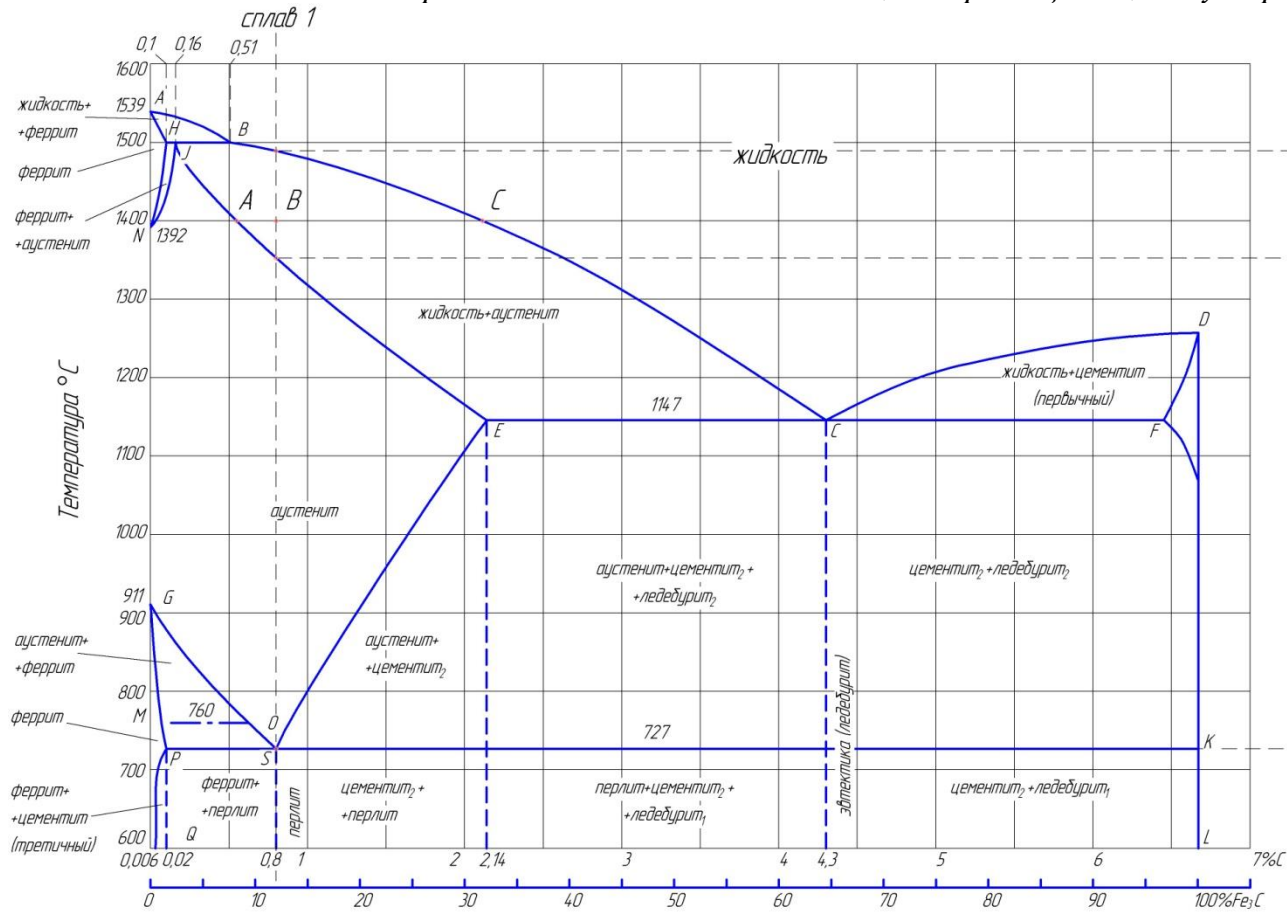 сплав 1
0,1
0,16
0,51
1600
1539
A
жидкость+
+феррит
H
B
1500
J
феррит
жидкость
феррит+
+аустенит
1400
A
B
C
N
1392
1300
жидкость+аустенит
D
1200
жидкость+цементит
(первычный)
1147
E
C
F
1100
Температура °C
1000
аустенит
аустенит+цементит₂+
+ледебурит₂
цементит₂+ледебурит₂
911
G
900
аустенит+
+феррит
аустенит+
+цементит₂
800
M
760
O
727
феррит
P
S
K
700
эвтектика (ледебурит)
феррит+
+цементит
(третичный)
феррит+
+перлит
перлит
цементит₂+
+перлит
перлит+цементит₂+
+ледебурит₁
цементит₂+ледебурит₁
600
Q
L
0,006
0,02
0,8
1
2
2,14
3
4
4,3
5
6
7%C
0
10
20
30
40
50
60
70
80
90
100%Fe₃C